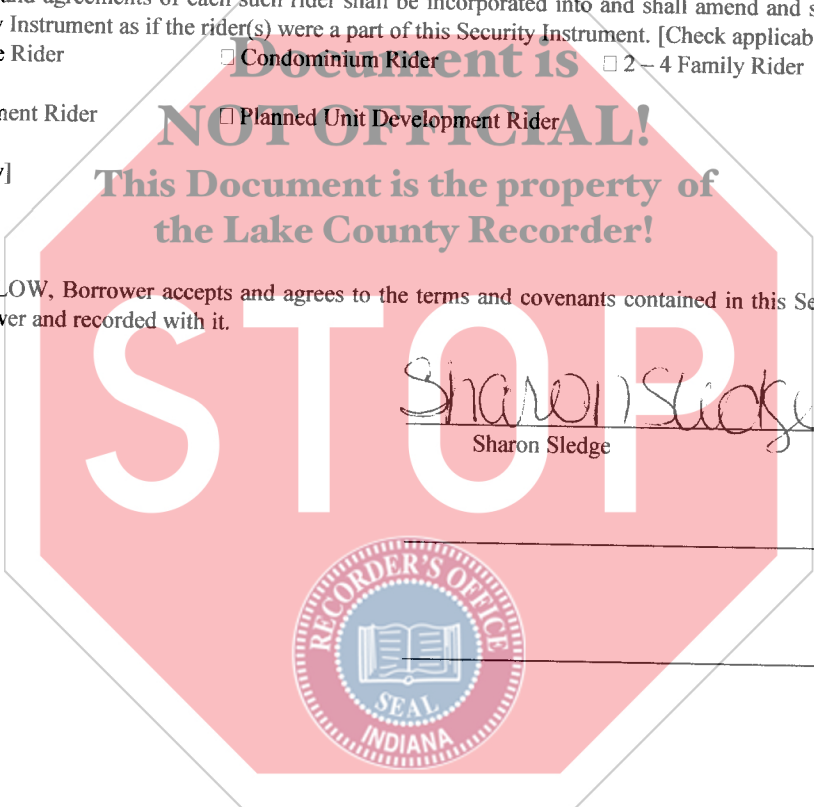 and agreements of each such rider shall be incorporated into and shall amend and s
Instrument as if the rider(s) were a part of this Security Instrument. [Check applicab
e Rider □ Condominium Rider □ 2 – 4 Family Rider
ment Rider □ Planned Unit Development Rider
y]
Document is
NOT OFFICIAL!
This Document is the property of
the Lake County Recorder!
LOW, Borrower accepts and agrees to the terms and covenants contained in this Se
wer and recorded with it.
STOP
Sharon Sledge
Sharon Sledge
RECORDER'S OFFICE
SEAL
INDIANA